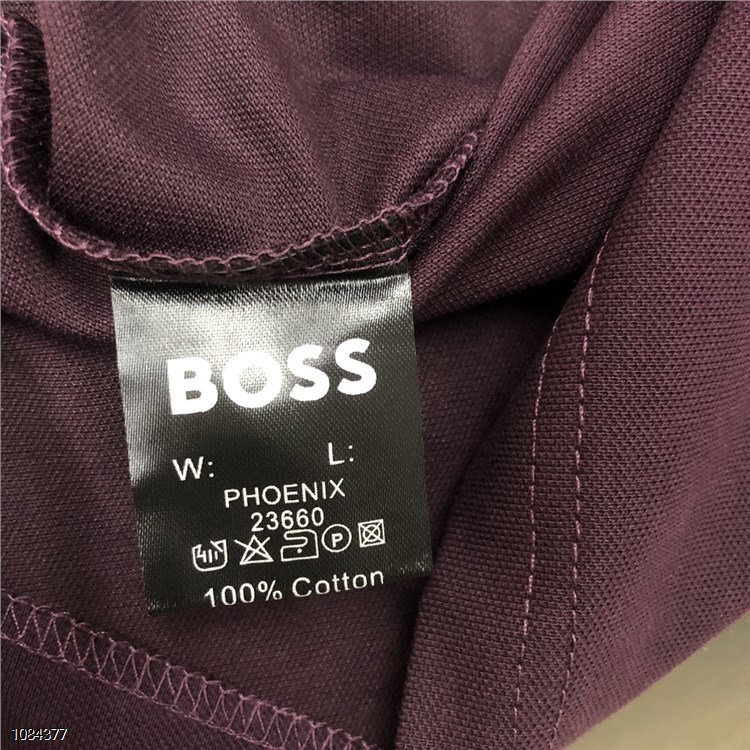 BOSS
W: L:
PHOENIX
23660
P
100% Cotton
1084377